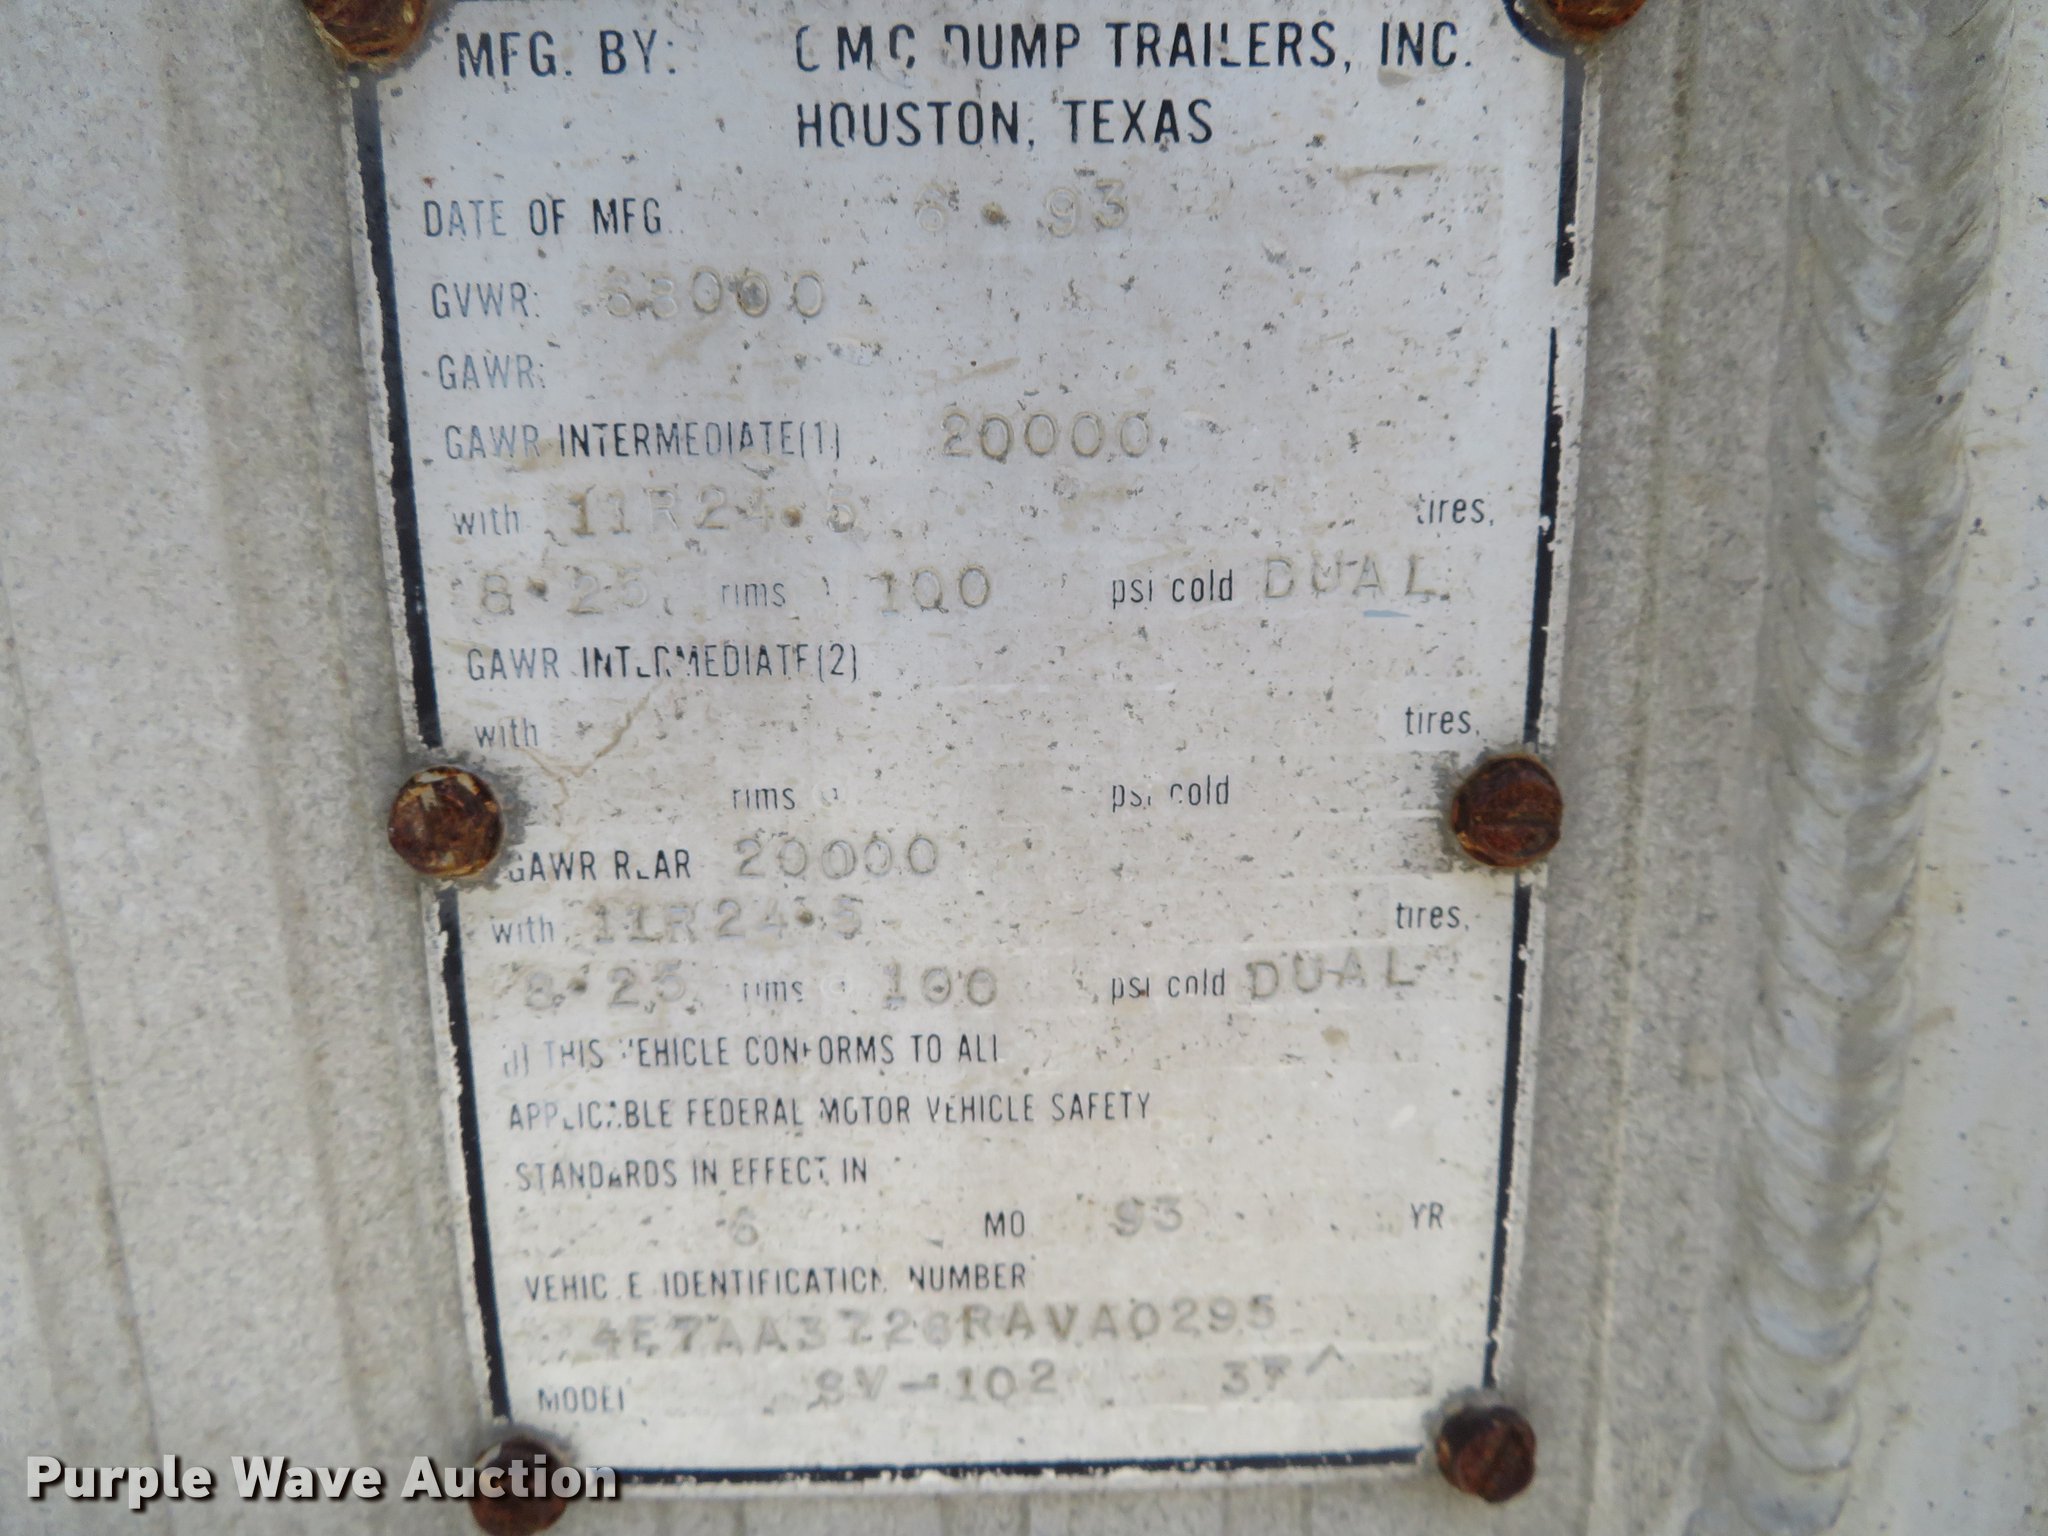 MFG. BY: CMC DUMP TRAILERS, INC.
HOUSTON, TEXAS
DATE OF MFG. 6.93
GVWR: 68000
GAWR:
GAWR INTERMEDIATE(1) 20000
with 11R24.5 tires,
8.25 rims @ 100 psi cold DUAL
GAWR INTERMEDIATE(2)
with tires,
rims @ psi cold
GAWR REAR 20000
with 11R24.5 tires,
8.25 rims @ 100 psi cold DUAL
THIS VEHICLE CONFORMS TO ALL
APPLICABLE FEDERAL MOTOR VEHICLE SAFETY
STANDARDS IN EFFECT IN
6 MO 93 YR
VEHICLE IDENTIFICATION NUMBER
4E7AA3726RAVA0295
MODEL SV-102 37'
Purple Wave Auction